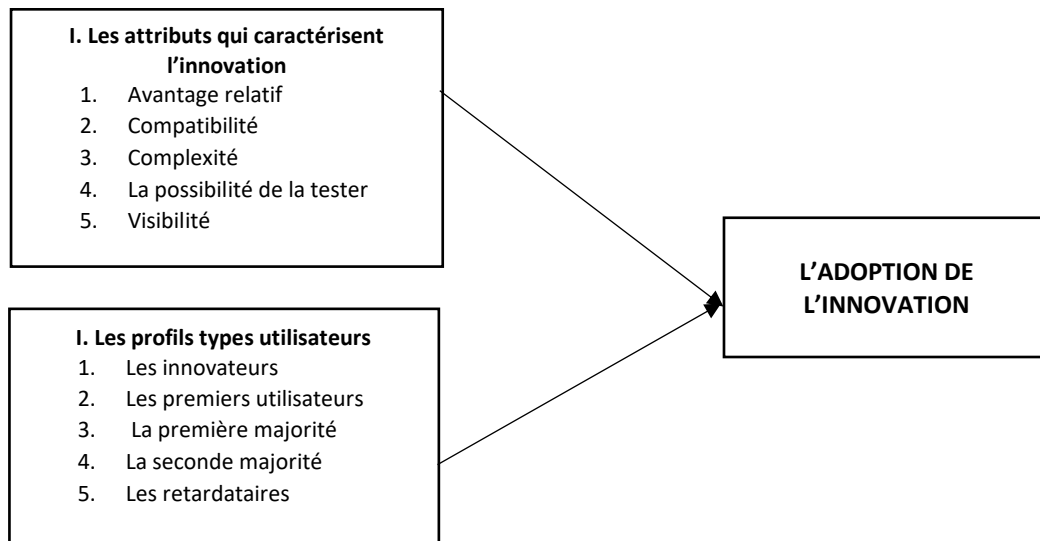 I. Les attributs qui caractérisent
l’innovation
1. Avantage relatif
2. Compatibilité
3. Complexité
4. La possibilité de la tester
5. Visibilité
L’ADOPTION DE
L’INNOVATION
I. Les profils types utilisateurs
1. Les innovateurs
2. Les premiers utilisateurs
3. La première majorité
4. La seconde majorité
5. Les retardataires